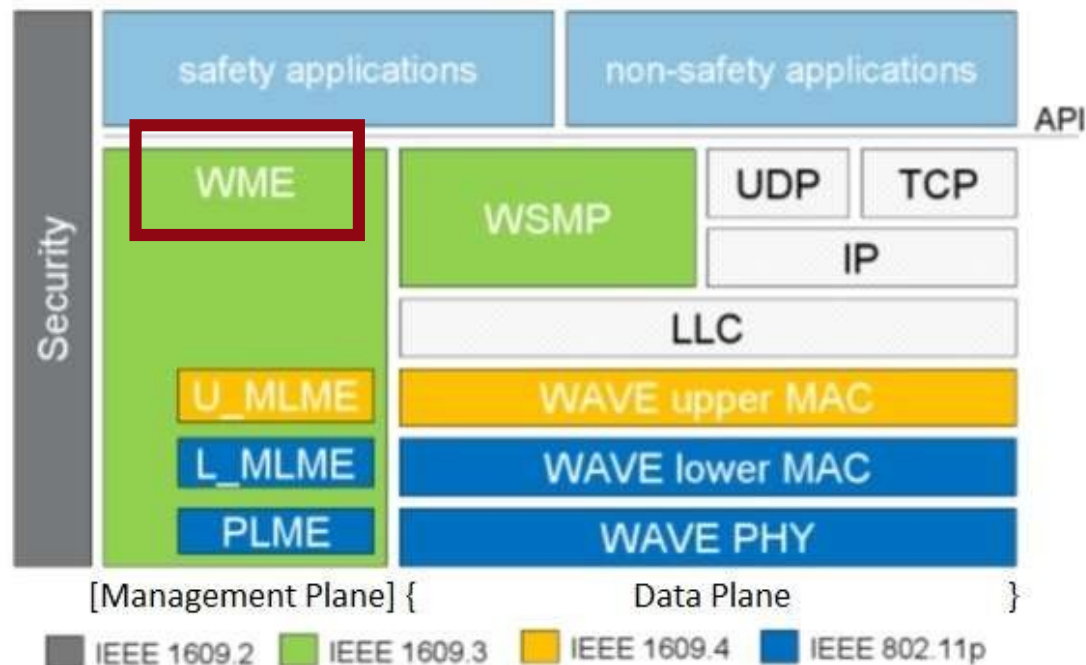 safety applications
non-safety applications
API
Security
WME
WSMP
UDP
TCP
IP
LLC
U_MLME
WAVE upper MAC
L_MLME
WAVE lower MAC
PLME
WAVE PHY
[Management Plane] { Data Plane }
IEEE 1609.2 IEEE 1609.3 IEEE 1609.4 IEEE 802.11p